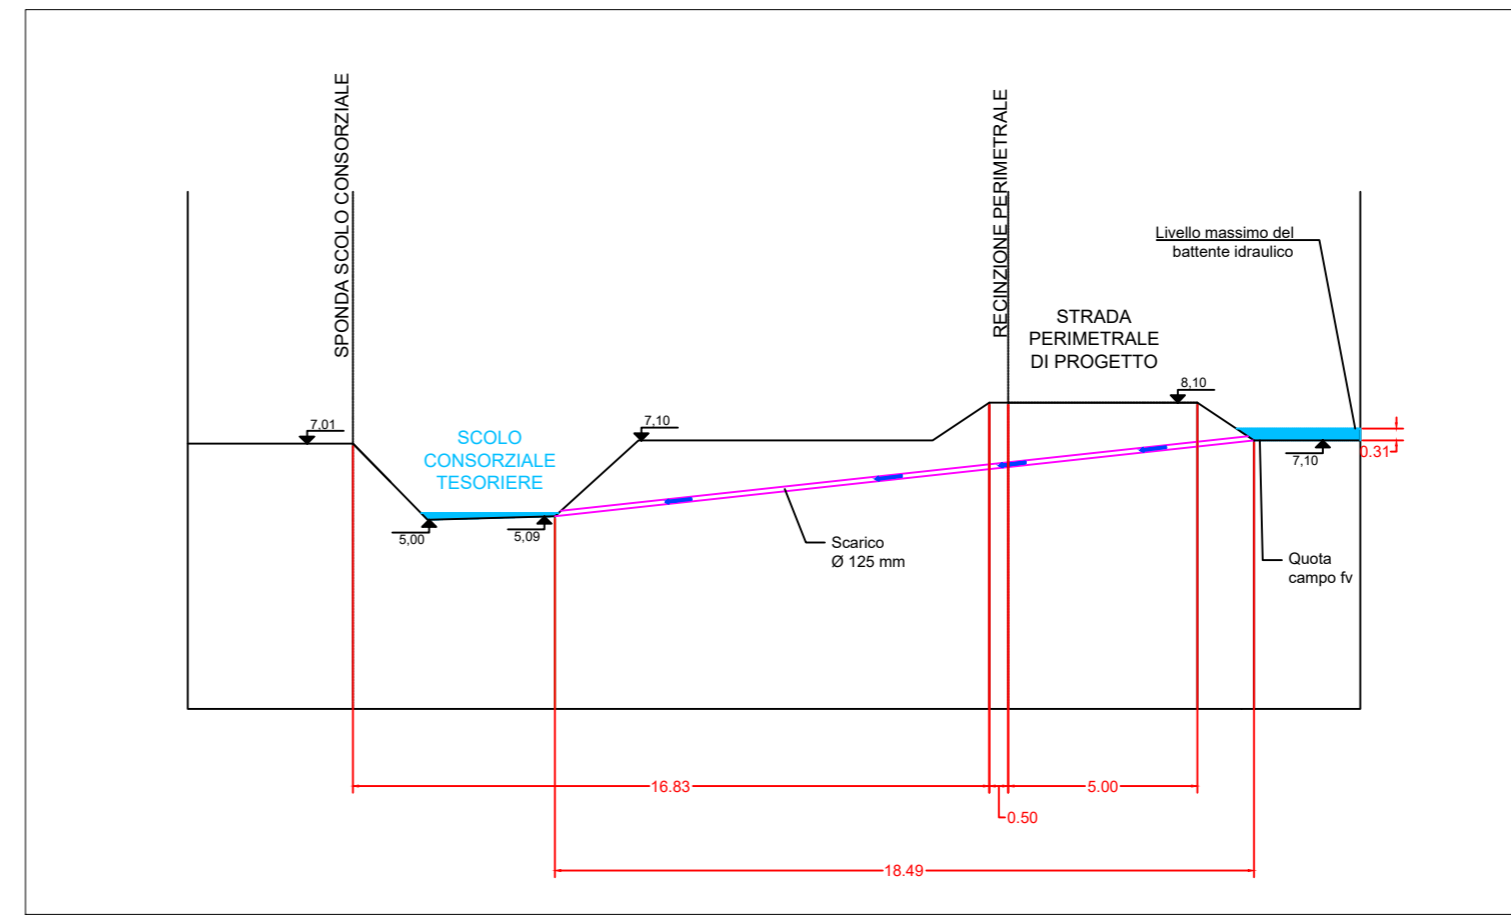 SPONDA SCOLO CONSORZIALE
RECINZIONE PERIMETRALE
Livello massimo del
battente idraulico
STRADA
PERIMETRALE
DI PROGETTO
8,10
7,01
7,10
SCOLO
CONSORZIALE
TESORIERE
0.31
7,10
5,00
5,09
Scarico
Ø 125 mm
Quota
campo fv
16.83
5.00
0.50
18.49